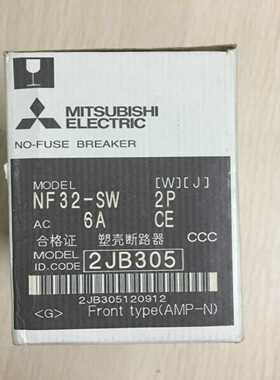 MITSUBISHI
ELECTRIC
NO-FUSE BREAKER
MODEL [W][J]
NF32-SW 2P
AC 6A CE
合格证 塑壳断路器 CCC
MODEL
ID.CODE 2JB305
2JB305120912
<G> Front type(AMP-N)